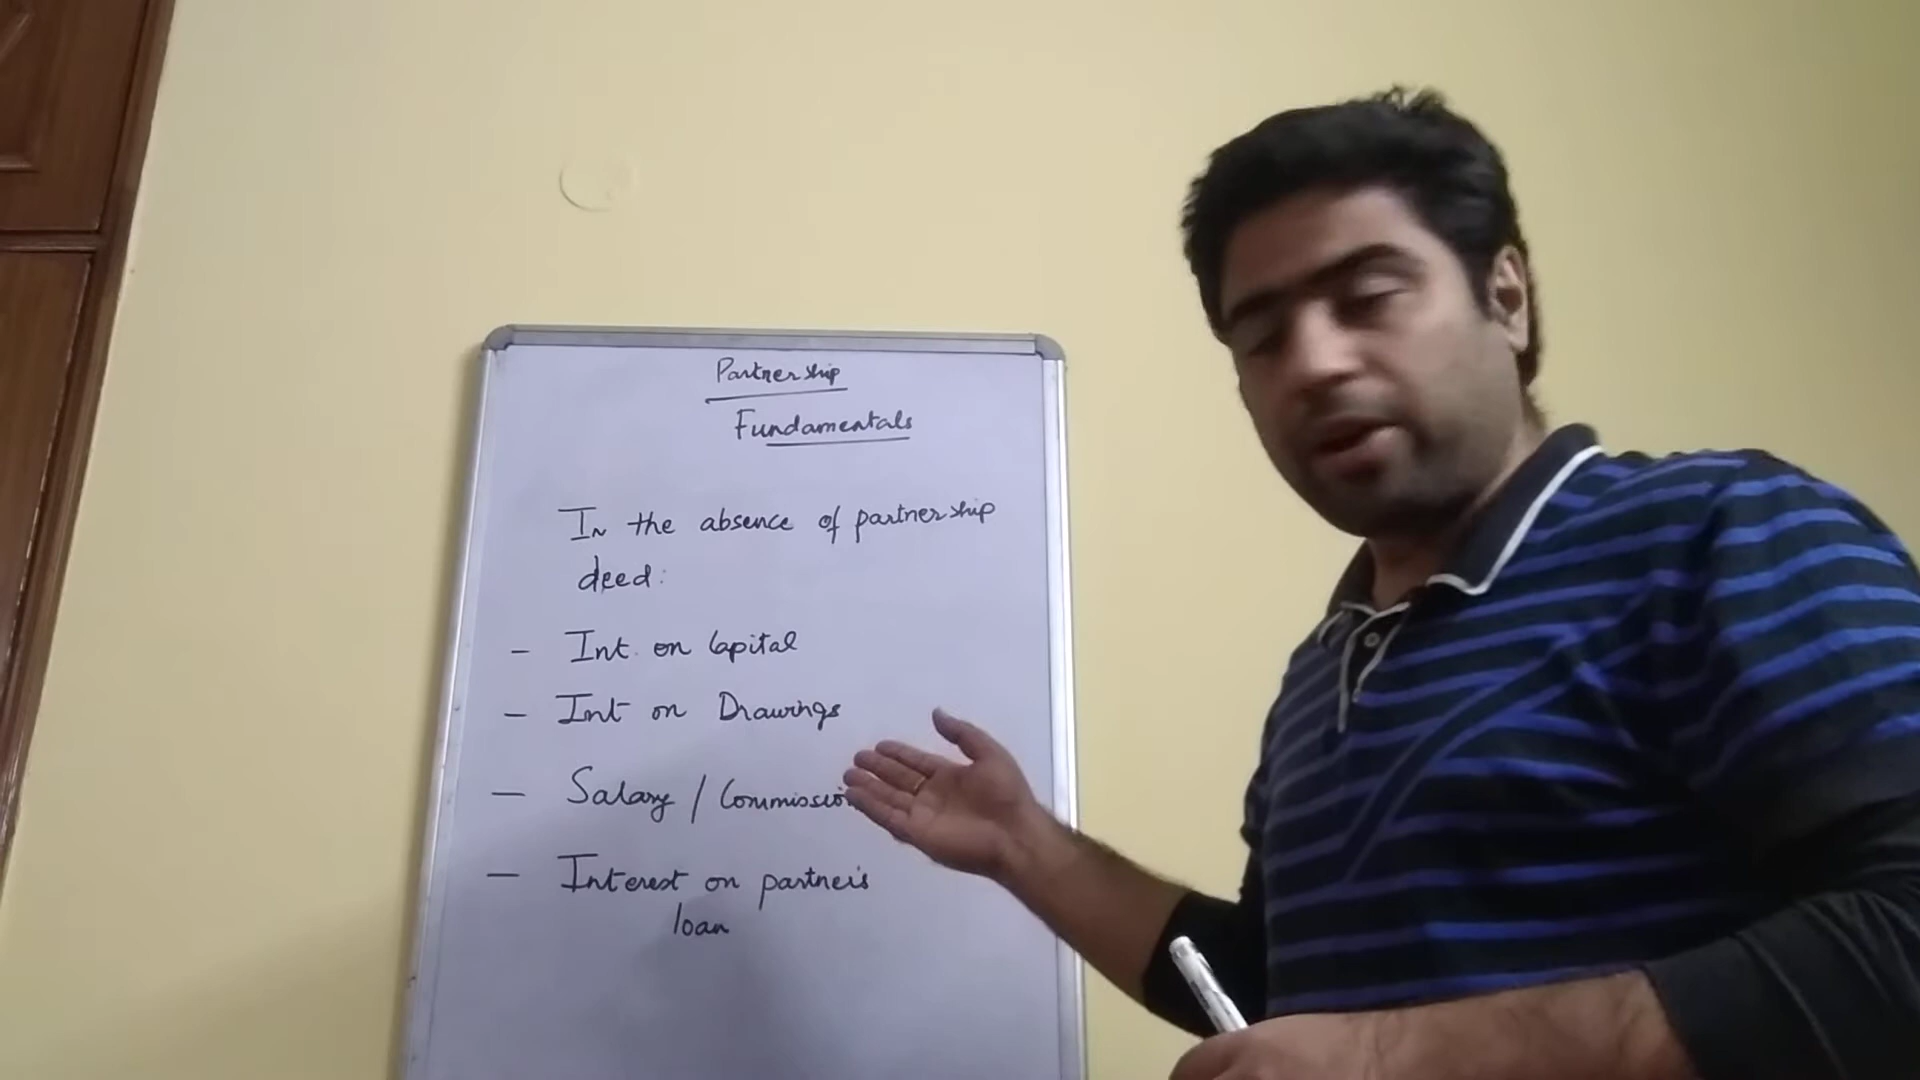 Partnership
Fundamentals
In the absence of partnership
deed:
- Int. on Capital
- Int on Drawings
- Salary / Commission
- Interest on partner's
loan